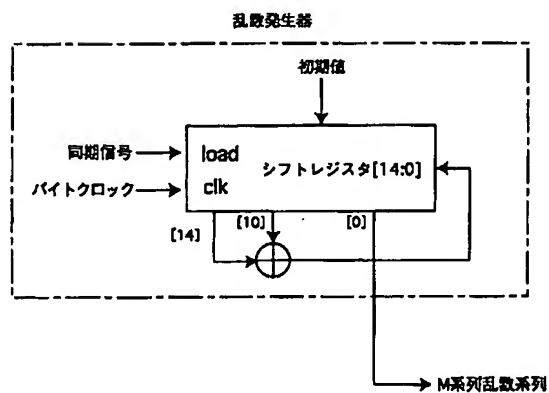 乱数発生器
初期値
同期信号
load
シフトレジスタ[14:0]
バイトクロック
clk
[14]
[10]
[0]
M系列乱数系列